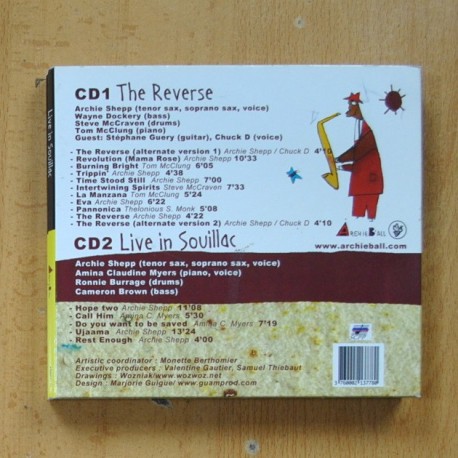 Live in Souillac
CD1 The Reverse
Archie Shepp (tenor sax, soprano sax, voice)
Wayne Dockery (bass)
Steve McCraven (drums)
Tom McClung (piano)
Guest: Stéphane Guery (guitar), Chuck D (voice)
- The Reverse (alternate version 1) Archie Shepp / Chuck D 4'10
- Revolution (Mama Rose) Archie Shepp 10'33
- Burning Bright Tom McClung 6'05
- Trippin' Archie Shepp 4'38
- Time Stood Still Archie Shepp 7'00
- Intertwining Spirits Steve McCraven 7'33
- La Manzana Tom McClung 5'24
- Eva Archie Shepp 6'22
- Pannonica Thelonious S. Monk 5'08
- The Reverse Archie Shepp 4'22
- The Reverse (alternate version 2) Archie Shepp / Chuck D 4'10
www.archieball.com
CD2 Live in Souillac
Archie Shepp (tenor sax, soprano sax, voice)
Amina Claudine Myers (piano, voice)
Ronnie Burrage (drums)
Cameron Brown (bass)
- Hope two Archie Shepp 11'08
- Call Him Amina C. Myers 5'30
- Do you want to be saved Amina C. Myers 7'19
- Ujaama Archie Shepp 13'24
- Rest Enough Archie Shepp 4'00
Artistic coordinator : Monette Berthomier
Executive producers : Valentine Gautier, Samuel Thiebaut
Drawings : Wozniak/www.wozwoz.net
Design : Marjorie Guigue/www.guamprod.com